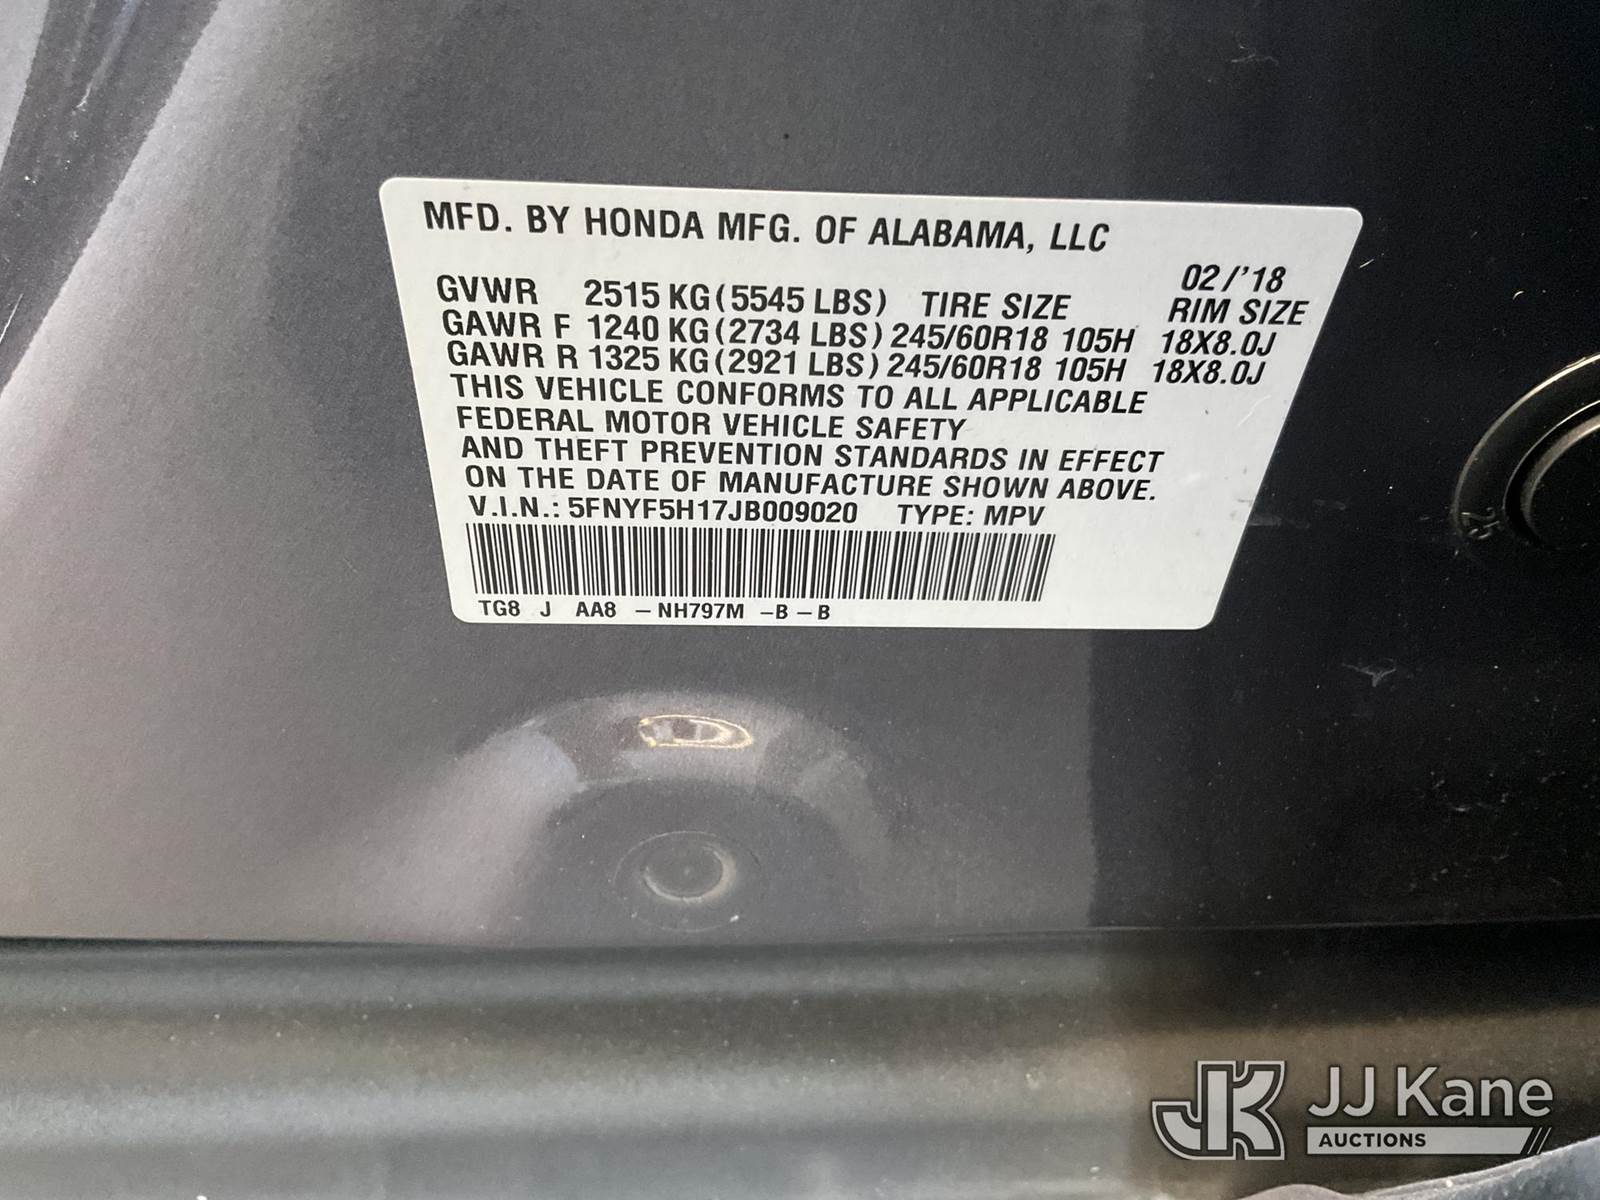 MFD. BY HONDA MFG. OF ALABAMA, LLC
02/'18
GVWR 2515 KG (5545 LBS) TIRE SIZE RIM SIZE
GAWR F 1240 KG (2734 LBS) 245/60R18 105H 18X8.0J
GAWR R 1325 KG (2921 LBS) 245/60R18 105H 18X8.0J
THIS VEHICLE CONFORMS TO ALL APPLICABLE
FEDERAL MOTOR VEHICLE SAFETY
AND THEFT PREVENTION STANDARDS IN EFFECT
ON THE DATE OF MANUFACTURE SHOWN ABOVE.
V.I.N.: 5FNYF5H17JB009020 TYPE: MPV
TG8 J AA8 – NH797M – B – B
25
JK JJ Kane
AUCTIONS